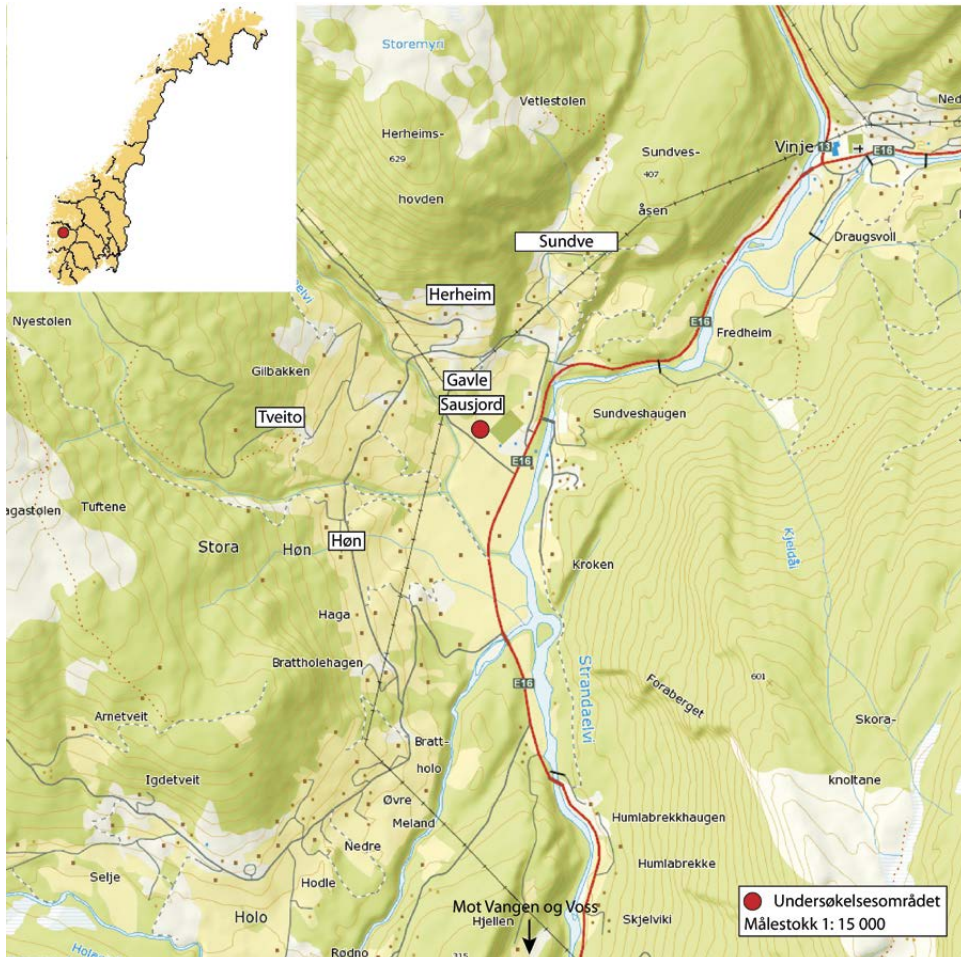 Storemyri
Vetlestølen
Herheims-
629
hovden
Sundves-
407
åsen
Vinje
13
E16
Ned
Draugsvoll
Sundve
elvi
Herheim
Nyestølen
E16
Fredheim
Gilbakken
Gavle
Sausjord
Tveito
Sundveshaugen
E16
agastølen
Tuftene
Stora
Høn
Høn
Kjeldåi
Kroken
Haga
Brattholehagen
Strandaelvi
E16
Foraberget
601
Arnetveit
Skora-
knoltane
Bratt-
holo
Igdetveit
Øvre
Meland
Nedre
Humlabrekkhaugen
Humlabrekke
Selje
Hodle
Holo
Mot Vangen og Voss
Hjellen
Skjelviki
Rødno
315
Undersøkelsesområdet
Målestokk 1: 15 000